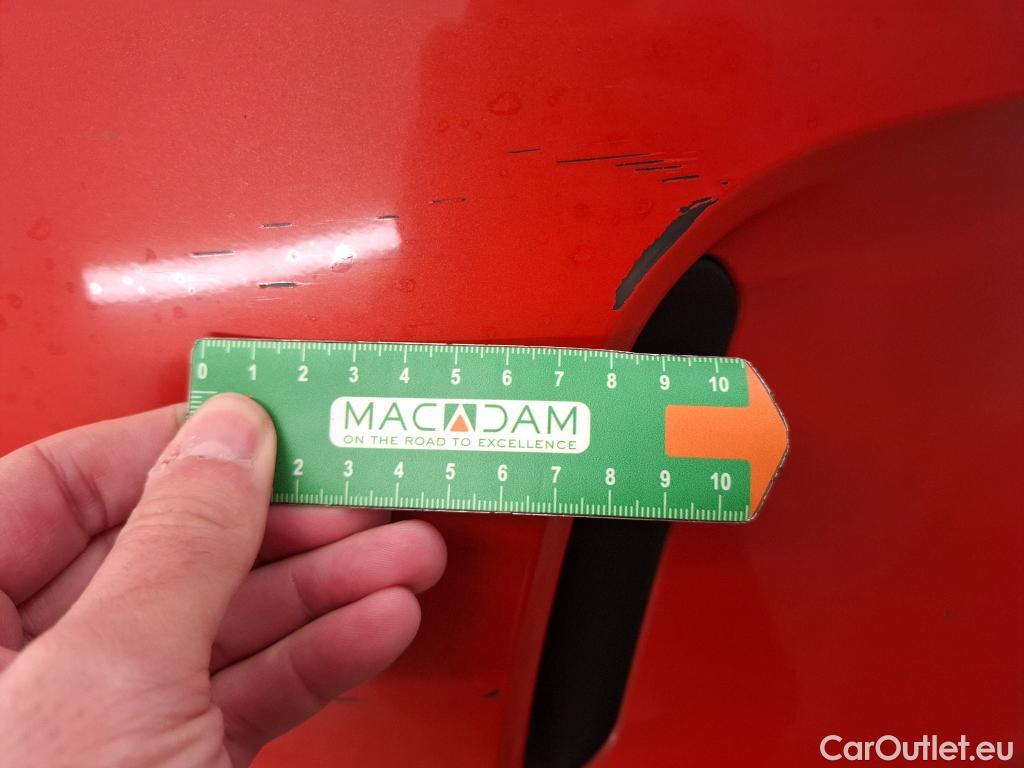 0 1 2 3 4 5 6 7 8 9 10
MACADAM
ON THE ROAD TO EXCELLENCE
2 3 4 5 6 7 8 9 10
CarOutlet.eu